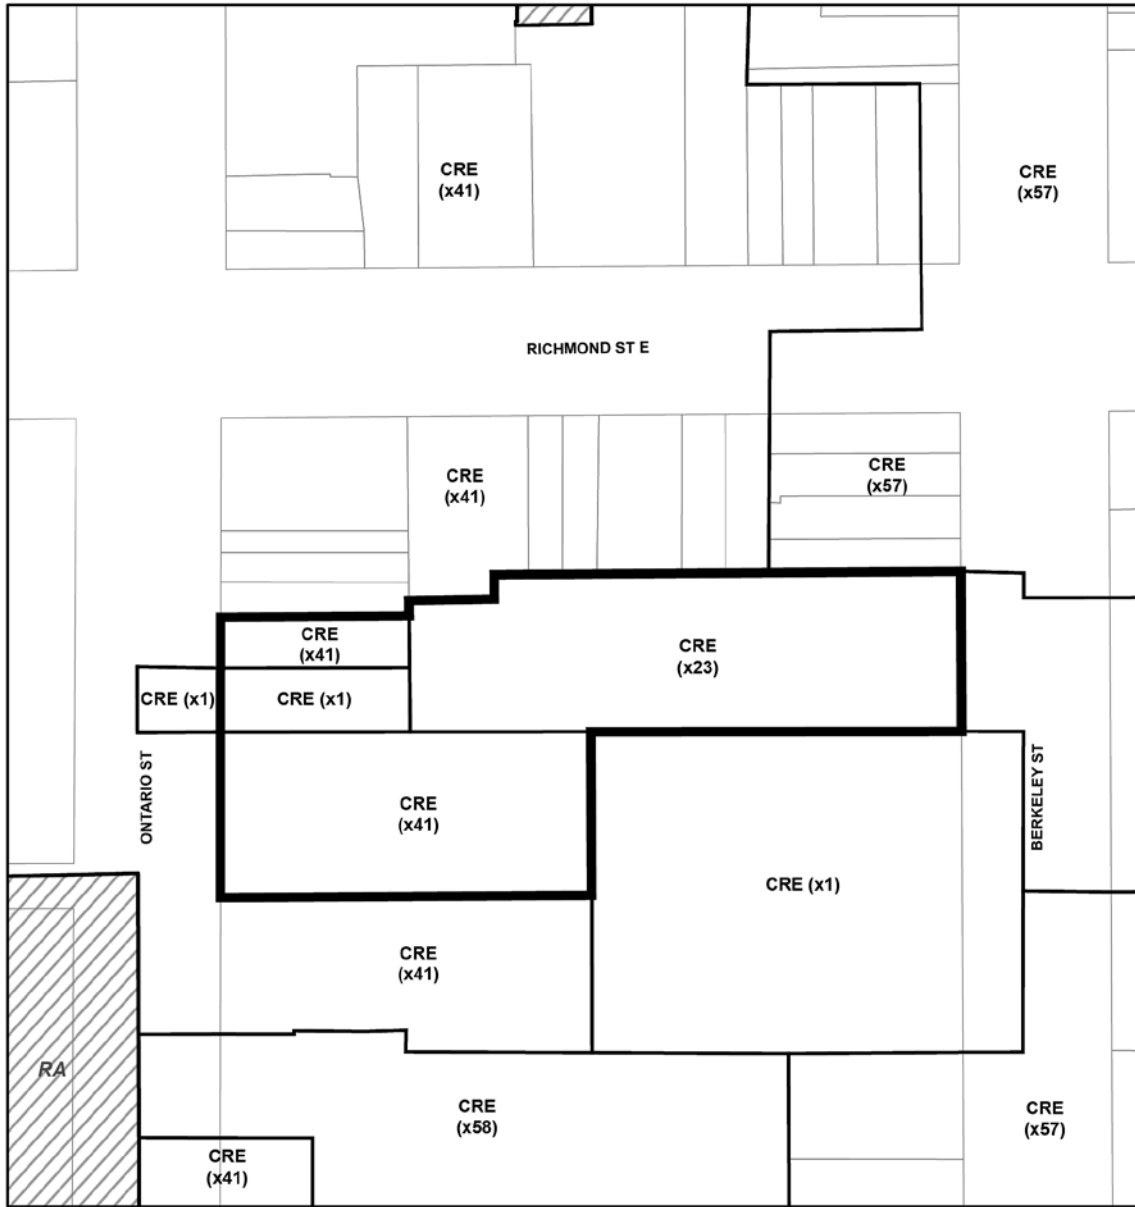 CRE
(x41)
CRE
(x57)
RICHMOND ST E
CRE
(x41)
CRE
(x57)
CRE
(x41)
CRE
(x23)
CRE (x1)
CRE (x1)
ONTARIO ST
CRE
(x41)
BERKELEY ST
CRE (x1)
CRE
(x41)
RA
CRE
(x58)
CRE
(x57)
CRE
(x41)